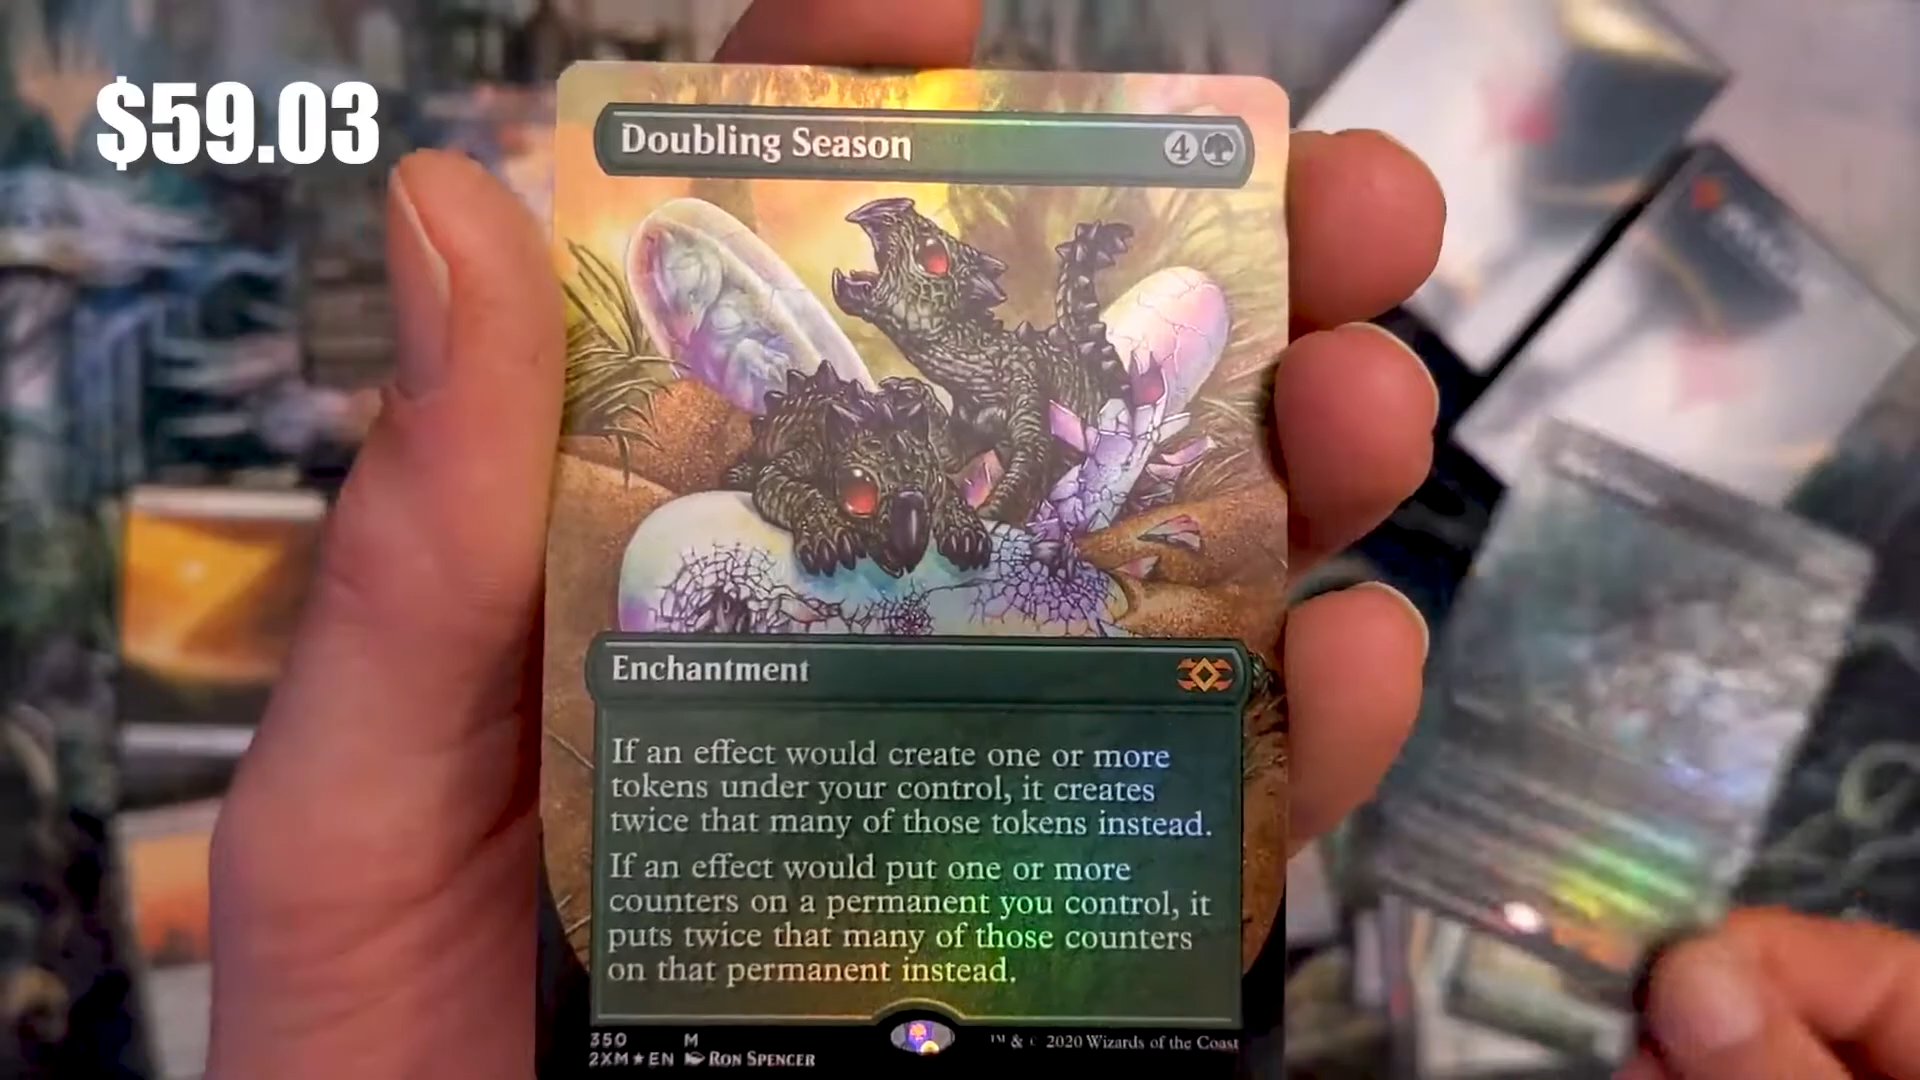 $59.03
Doubling Season
4
Enchantment
If an effect would create one or more
tokens under your control, it creates
twice that many of those tokens instead.
If an effect would put one or more
counters on a permanent you control, it
puts twice that many of those counters
on that permanent instead.
350 M
2XM★EN Ron Spencer
™ & © 2020 Wizards of the Coast